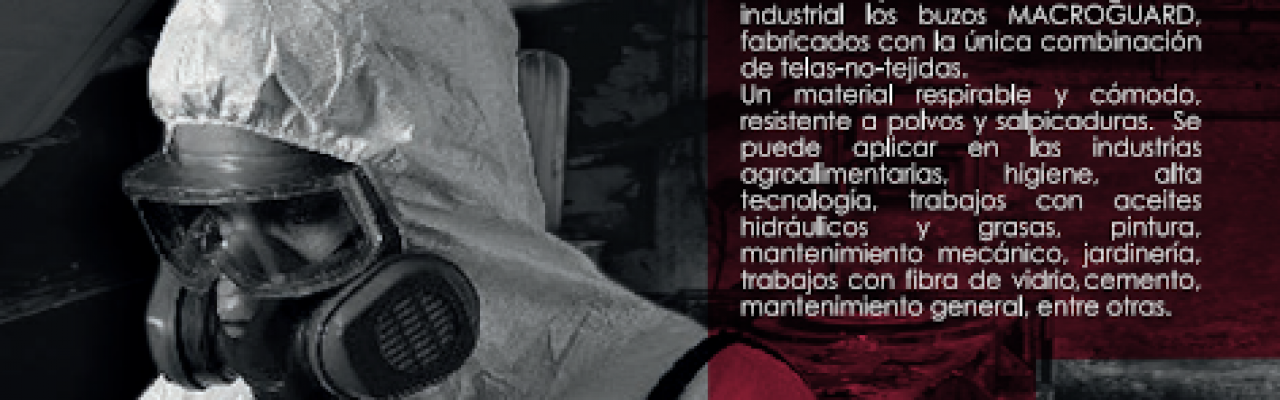 industrial los buzos MACROGUARD,
fabricados con la única combinación
de telas-no-tejidas.
Un material respirable y cómodo,
resistente a polvos y salpicaduras. Se
puede aplicar en las industrias
agroalimentarias, higiene, alta
tecnología, trabajos con aceites
hidráulicos y grasas, pintura,
mantenimiento mecánico, jardinería,
trabajos con fibra de vidrio,cemento,
mantenimiento general, entre otras.